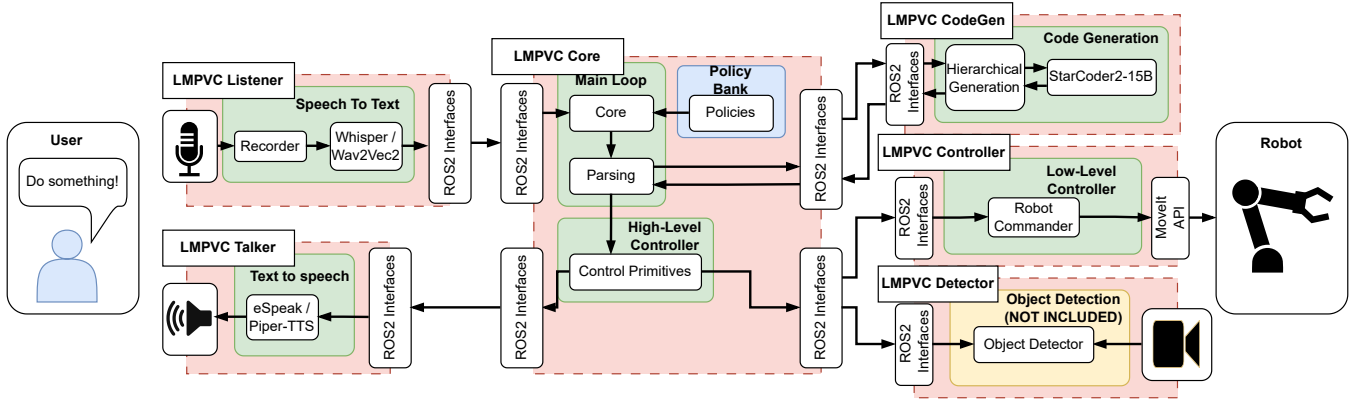 User
Do something!
LMPVC Listener
Speech To Text
Recorder
Whisper /
Wav2Vec2
ROS2 Interfaces
LMPVC Talker
Text to speech
eSpeak /
Piper-TTS
ROS2 Interfaces
LMPVC Core
ROS2 Interfaces
Main Loop
Core
Parsing
Policy
Bank
Policies
ROS2 Interfaces
High-Level
Controller
Control Primitives
ROS2 Interfaces
ROS2 Interfaces
LMPVC CodeGen
ROS2
Interfaces
Code Generation
Hierarchical
Generation
StarCoder2-15B
LMPVC Controller
ROS2
Interfaces
Low-Level
Controller
Robot
Commander
MoveIt
API
LMPVC Detector
ROS2
Interfaces
Object Detection
(NOT INCLUDED)
Object Detector
Robot